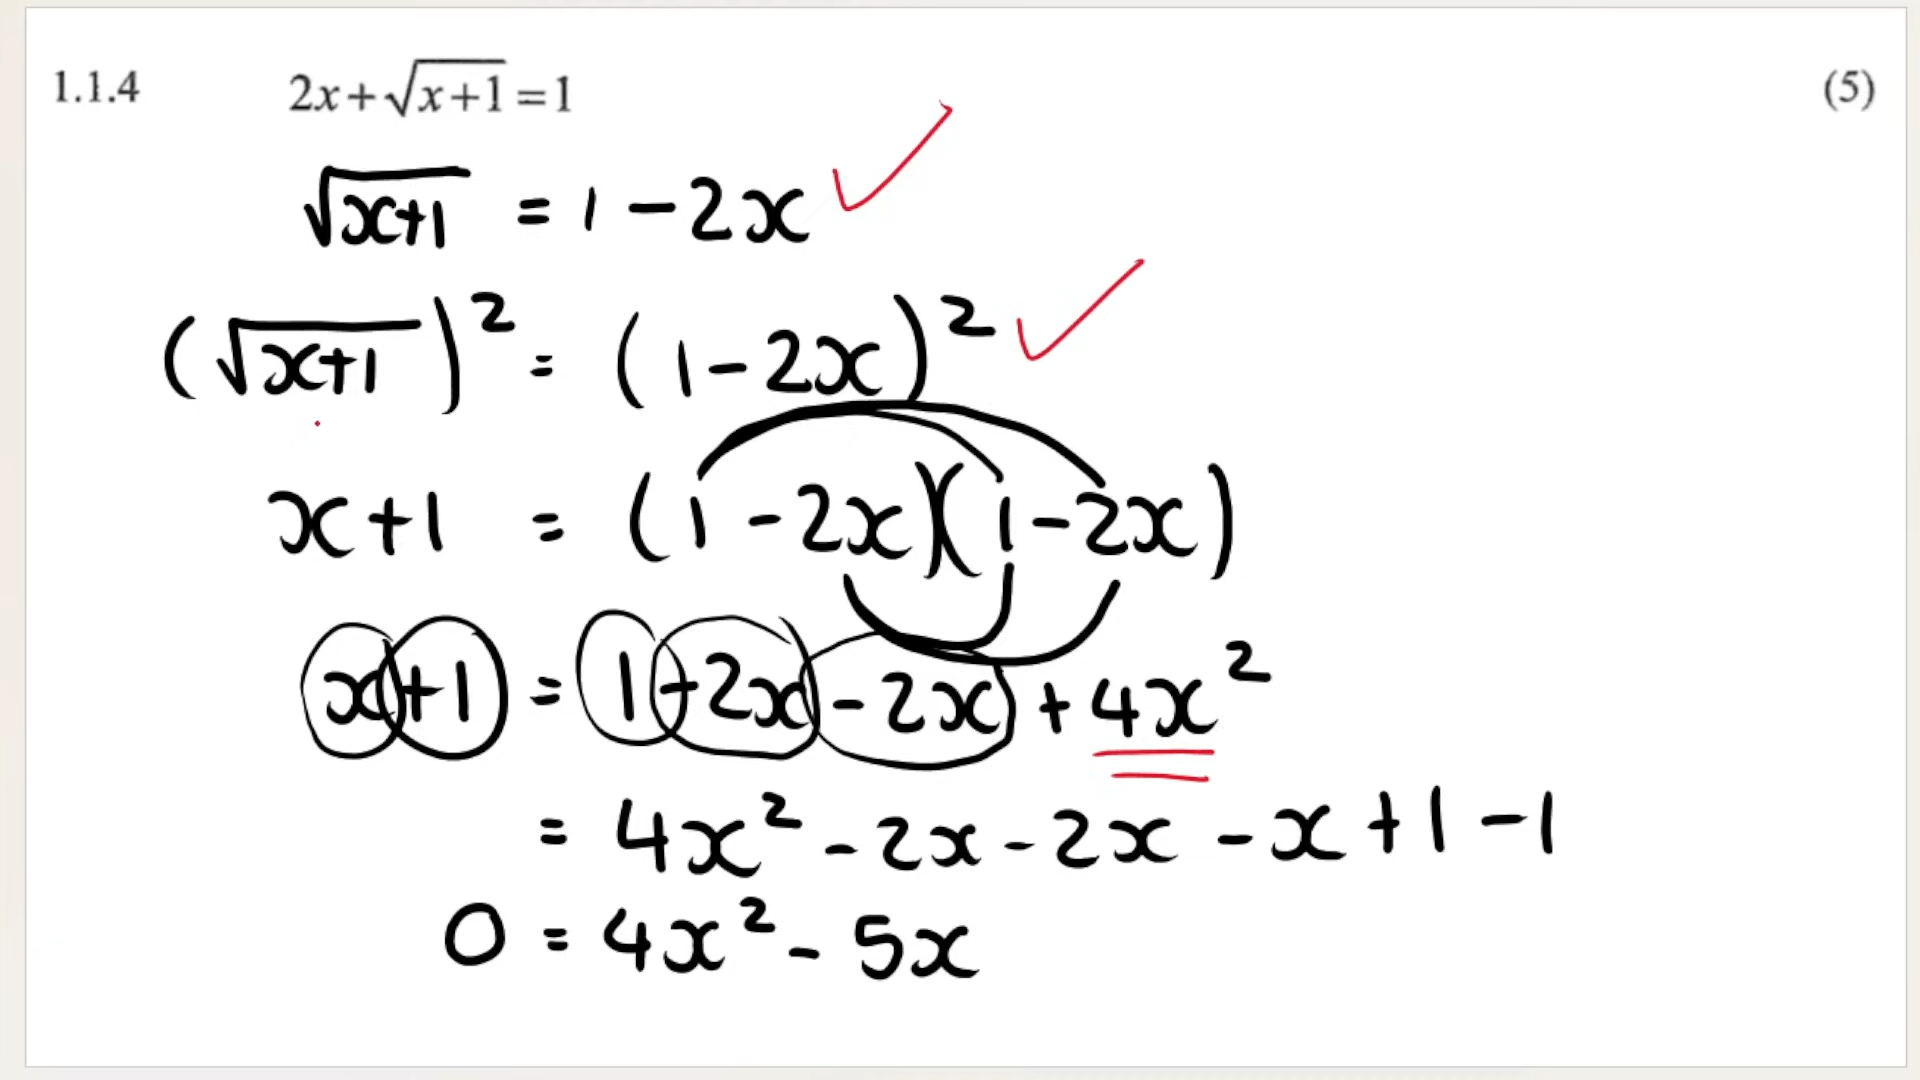 1.1.4 2x+√x+1=1 (5)
√x+1 = 1 - 2x
(√x+1)² = (1 - 2x)²
x + 1 = (1 - 2x)(1 - 2x)
x + 1 = 1 - 2x - 2x + 4x²
= 4x² - 2x - 2x - x + 1 - 1
0 = 4x² - 5x